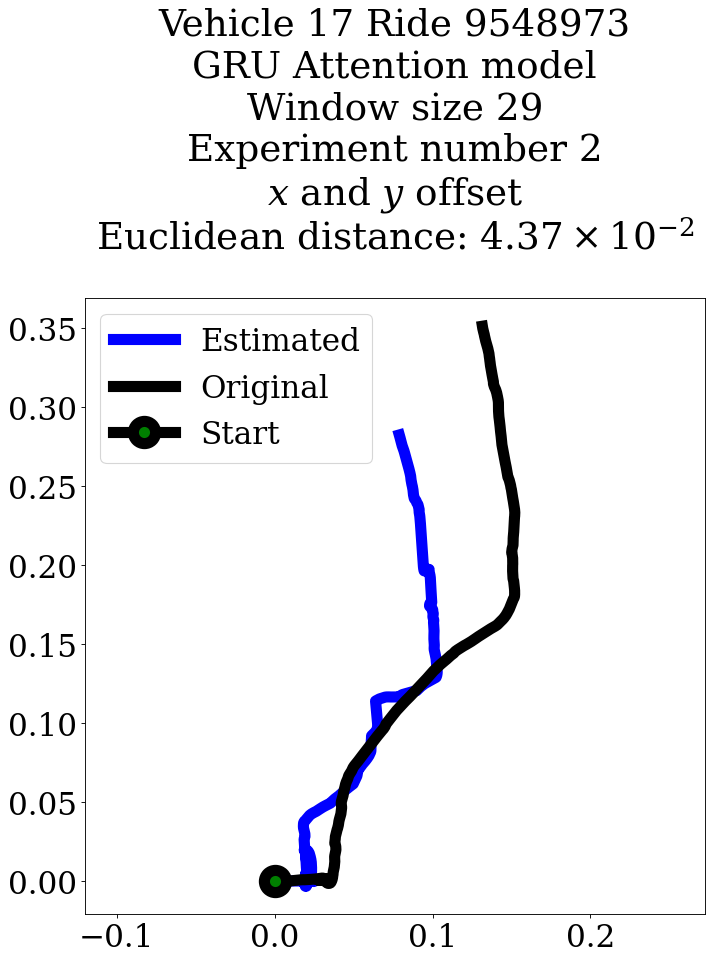 Vehicle 17 Ride 9548973
GRU Attention model
Window size 29
Experiment number 2
x and y offset
Euclidean distance: 4.37 × 10⁻²
Estimated
Original
Start
0.35
0.30
0.25
0.20
0.15
0.10
0.05
0.00
−0.1
0.0
0.1
0.2